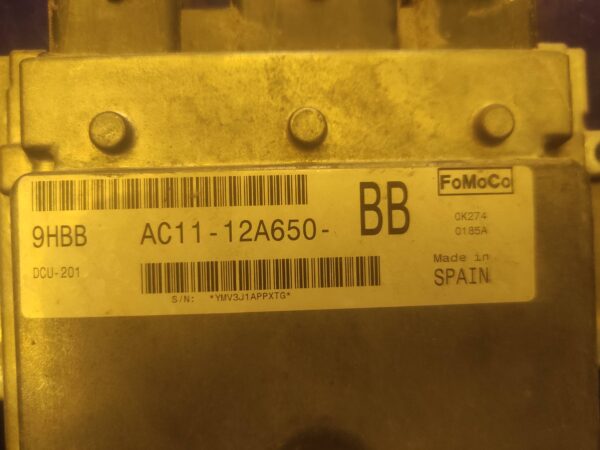 FoMoCo
9HBB AC11-12A650- BB
0K274
0185A
DCU-201
Made in
SPAIN
S/N: *YMV3J1APPXTG*